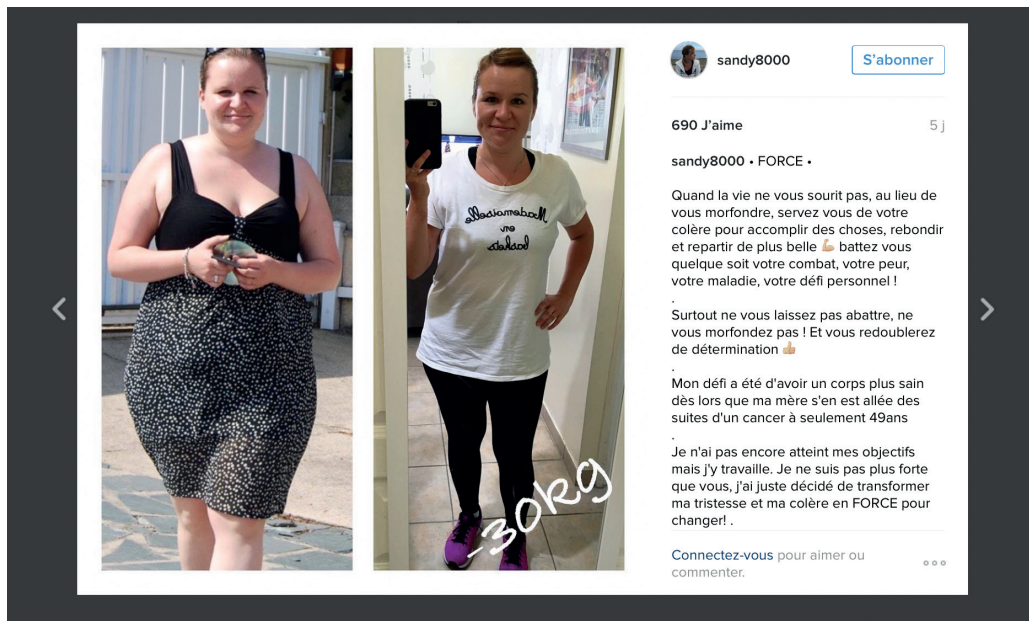 Mademoiselle
en
baskets
-30kg
sandy8000
S'abonner
690 J'aime
5 j
sandy8000 • FORCE •
Quand la vie ne vous sourit pas, au lieu de
vous morfondre, servez vous de votre
colère pour accomplir des choses, rebondir
et repartir de plus belle 💪🏼 battez vous
quelque soit votre combat, votre peur,
votre maladie, votre défi personnel !
.
Surtout ne vous laissez pas abattre, ne
vous morfondez pas ! Et vous redoublerez
de détermination 👍🏼
.
Mon défi a été d'avoir un corps plus sain
dès lors que ma mère s'en est allée des
suites d'un cancer à seulement 49ans
.
Je n'ai pas encore atteint mes objectifs
mais j'y travaille. Je ne suis pas plus forte
que vous, j'ai juste décidé de transformer
ma tristesse et ma colère en FORCE pour
changer! .
Connectez-vous pour aimer ou
commenter.